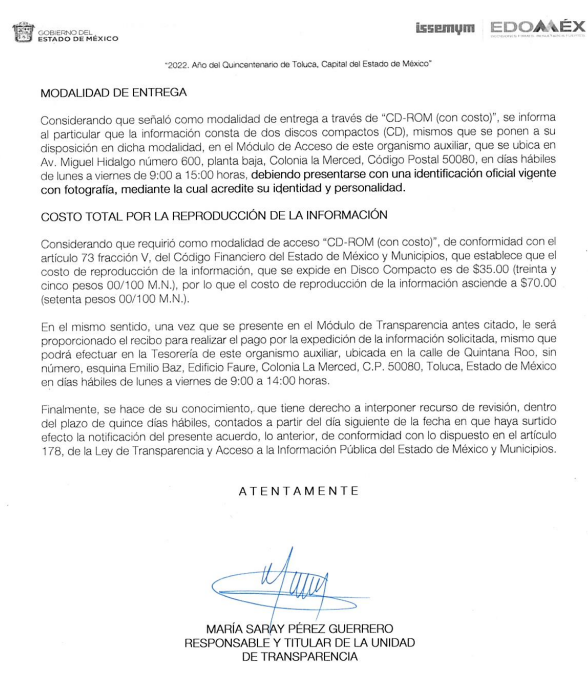 GOBIERNO DEL
ESTADO DE MÉXICO
issemym
EDOMÉX
"2022. Año del Quincentenario de Toluca, Capital del Estado de México"
MODALIDAD DE ENTREGA
Considerando que señaló como modalidad de entrega a través de "CD-ROM (con costo)", se informa
al particular que la información consta de dos discos compactos (CD), mismos que se ponen a su
disposición en dicha modalidad, en el Módulo de Acceso de este organismo auxiliar, que se ubica en
Av. Miguel Hidalgo número 600, planta baja, Colonia la Merced, Código Postal 50080, en días hábiles
de lunes a viernes de 9:00 a 15:00 horas, debiendo presentarse con una identificación oficial vigente
con fotografía, mediante la cual acredite su identidad y personalidad.
COSTO TOTAL POR LA REPRODUCCIÓN DE LA INFORMACIÓN
Considerando que requirió como modalidad de acceso "CD-ROM (con costo)", de conformidad con el
artículo 73 fracción V, del Código Financiero del Estado de México y Municipios, que establece que el
costo de reproducción de la información, que se expide en Disco Compacto es de $35.00 (treinta y
cinco pesos 00/100 M.N.), por lo que el costo de reproducción de la información asciende a $70.00
(setenta pesos 00/100 M.N.).
En el mismo sentido, una vez que se presente en el Módulo de Transparencia antes citado, le será
proporcionado el recibo para realizar el pago por la expedición de la información solicitada, mismo que
podrá efectuar en la Tesorería de este organismo auxiliar, ubicada en la calle de Quintana Roo, sin
número, esquina Emilio Baz, Edificio Faure, Colonia La Merced, C.P. 50080, Toluca, Estado de México
en días hábiles de lunes a viernes de 9:00 a 14:00 horas.
Finalmente, se hace de su conocimiento, que tiene derecho a interponer recurso de revisión, dentro
del plazo de quince días hábiles, contados a partir del día siguiente de la fecha en que haya surtido
efecto la notificación del presente acuerdo, lo anterior, de conformidad con lo dispuesto en el artículo
178, de la Ley de Transparencia y Acceso a la Información Pública del Estado de México y Municipios.
ATENTAMENTE
MARÍA SARAY PÉREZ GUERRERO
RESPONSABLE Y TITULAR DE LA UNIDAD
DE TRANSPARENCIA